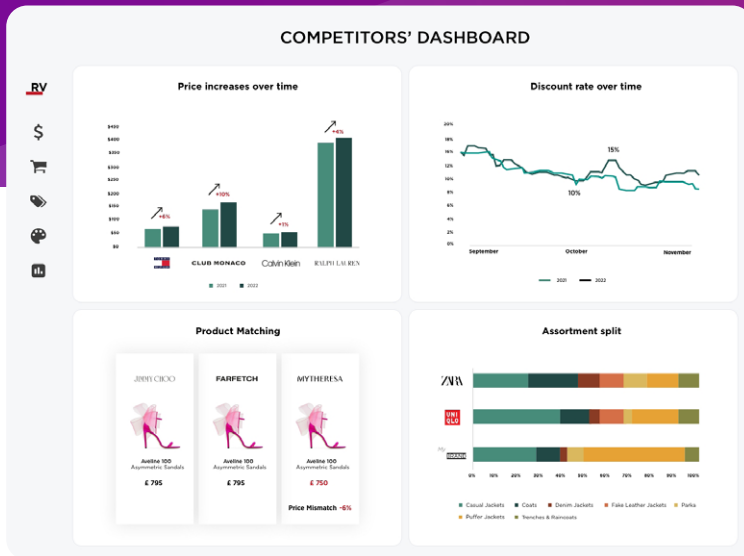 COMPETITORS’ DASHBOARD
RV
Price increases over time
$450
$400
$350
$300
$250
$200
$150
$100
$50
$0
+6%
+10%
+1%
+4%
CLUB MONACO
Calvin Klein
RALPH LAUREN
2021
2022
Discount rate over time
20%
18%
16%
14%
12%
10%
8%
6%
4%
2%
0%
15%
10%
September
October
November
2021
2022
Product Matching
JIMMY CHOO
Aveline 100
Asymmetric Sandals
£ 795
FARFETCH
Aveline 100
Asymmetric Sandals
£ 795
MYTHERESA
Aveline 100
Asymmetric Sandals
£ 750
Price Mismatch -6%
Assortment split
ZARA
UNI
QLO
My
BRAND
0%
10%
20%
30%
40%
50%
60%
70%
80%
90%
100%
Casual Jackets
Coats
Denim Jackets
Fake Leather Jackets
Parka
Puffer Jackets
Trenches & Raincoats